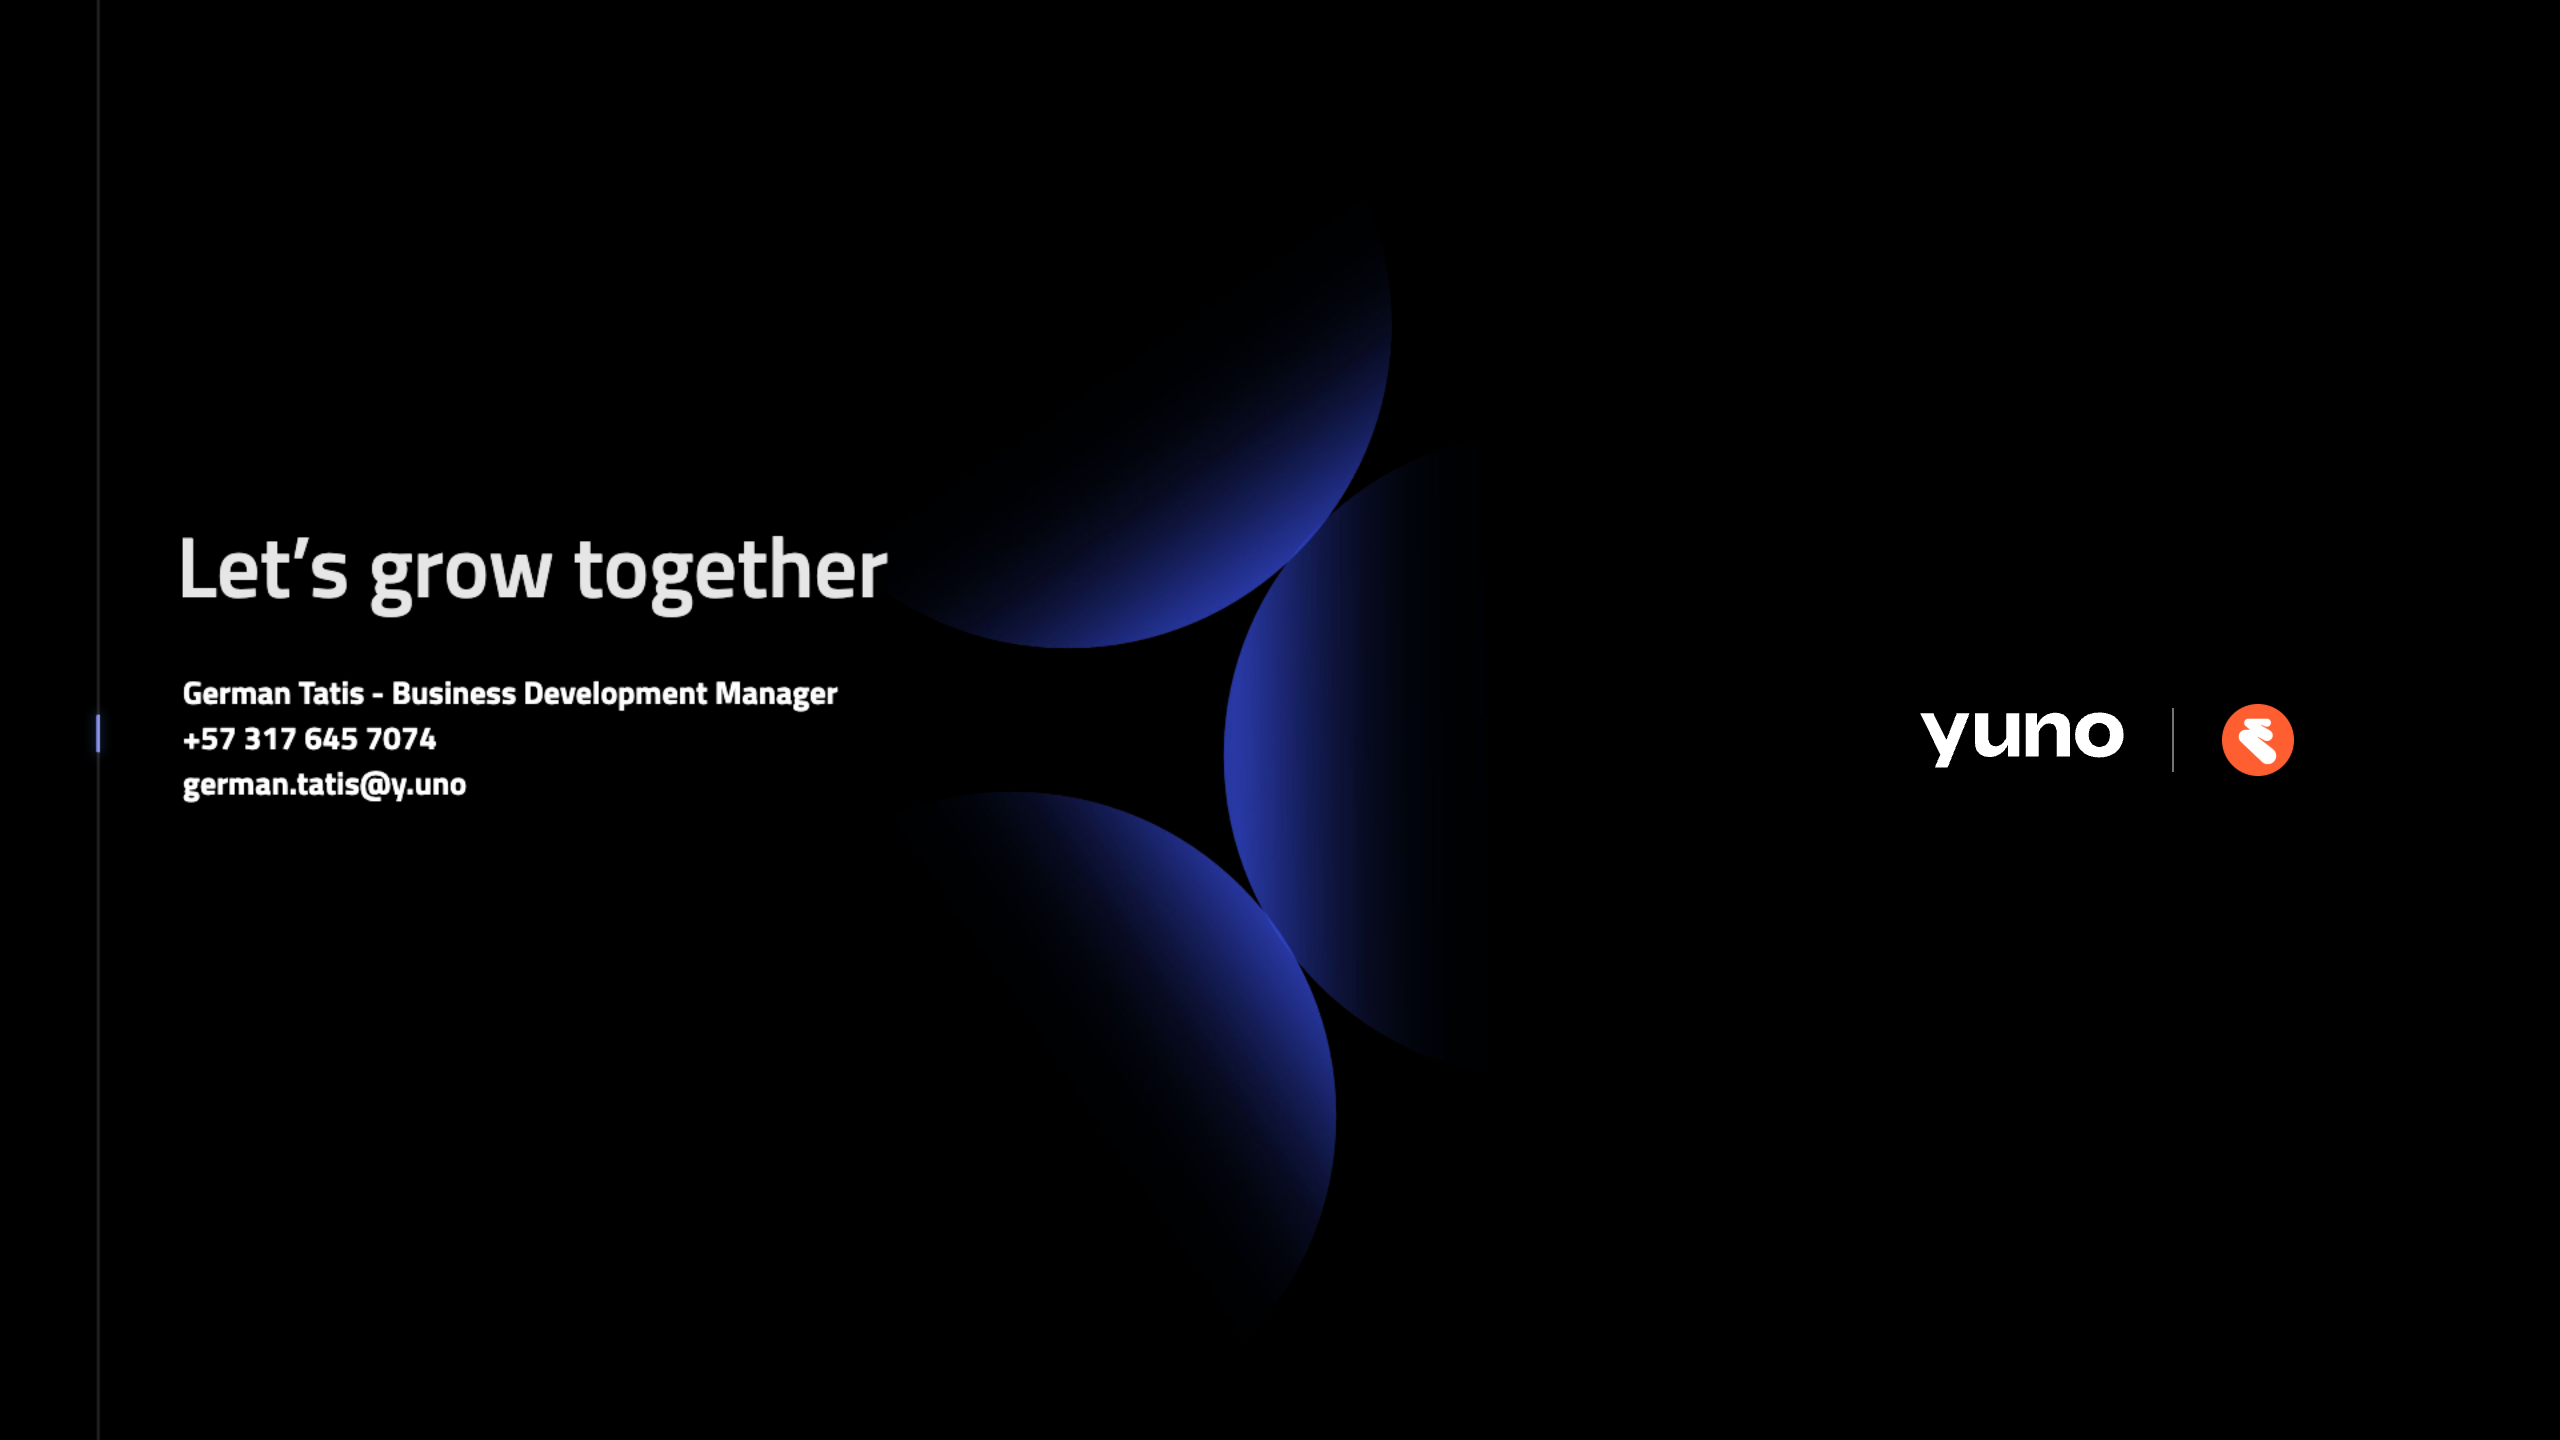 Let’s grow together
German Tatis - Business Development Manager
+57 317 645 7074
german.tatis@y.uno
yuno